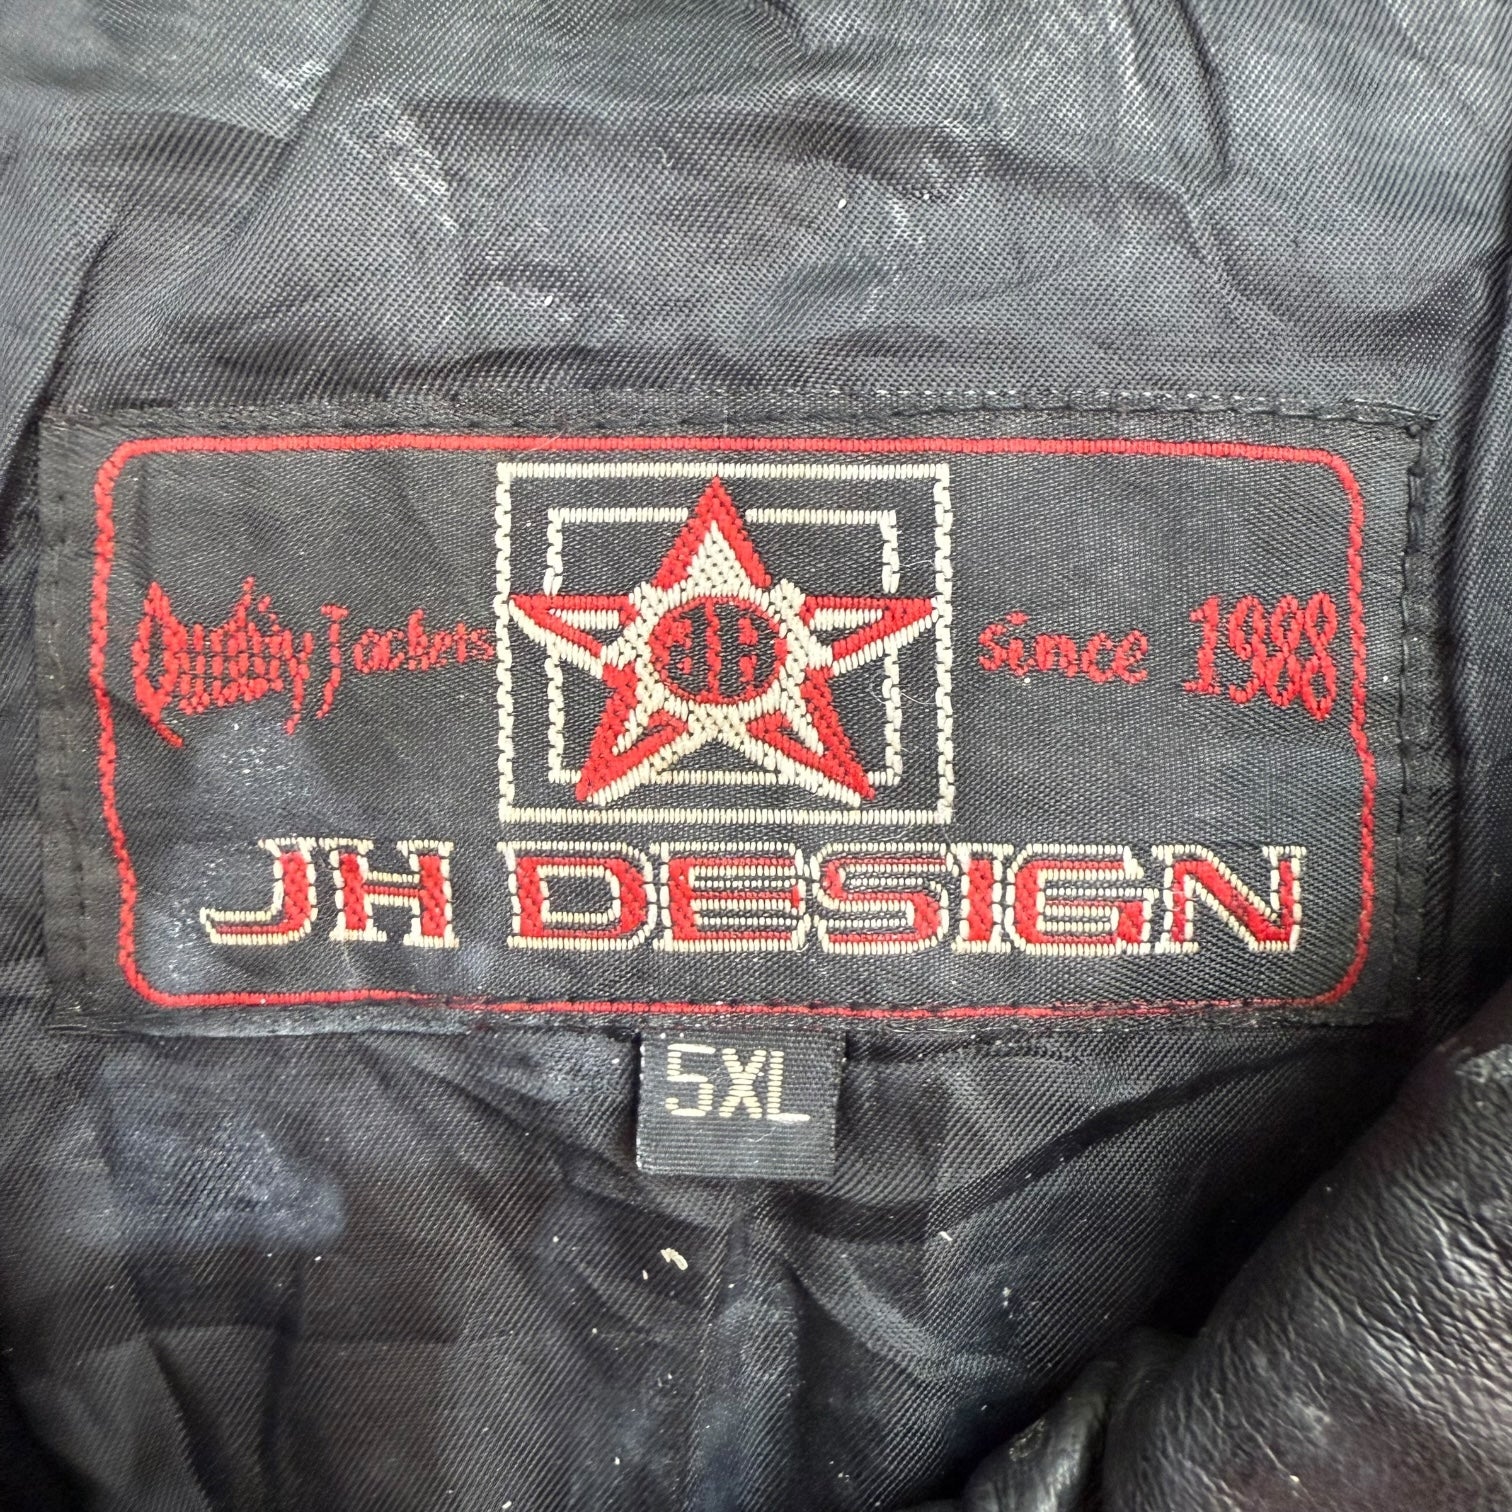 Quality Jackets since 1988
JH
JH DESIGN
5XL